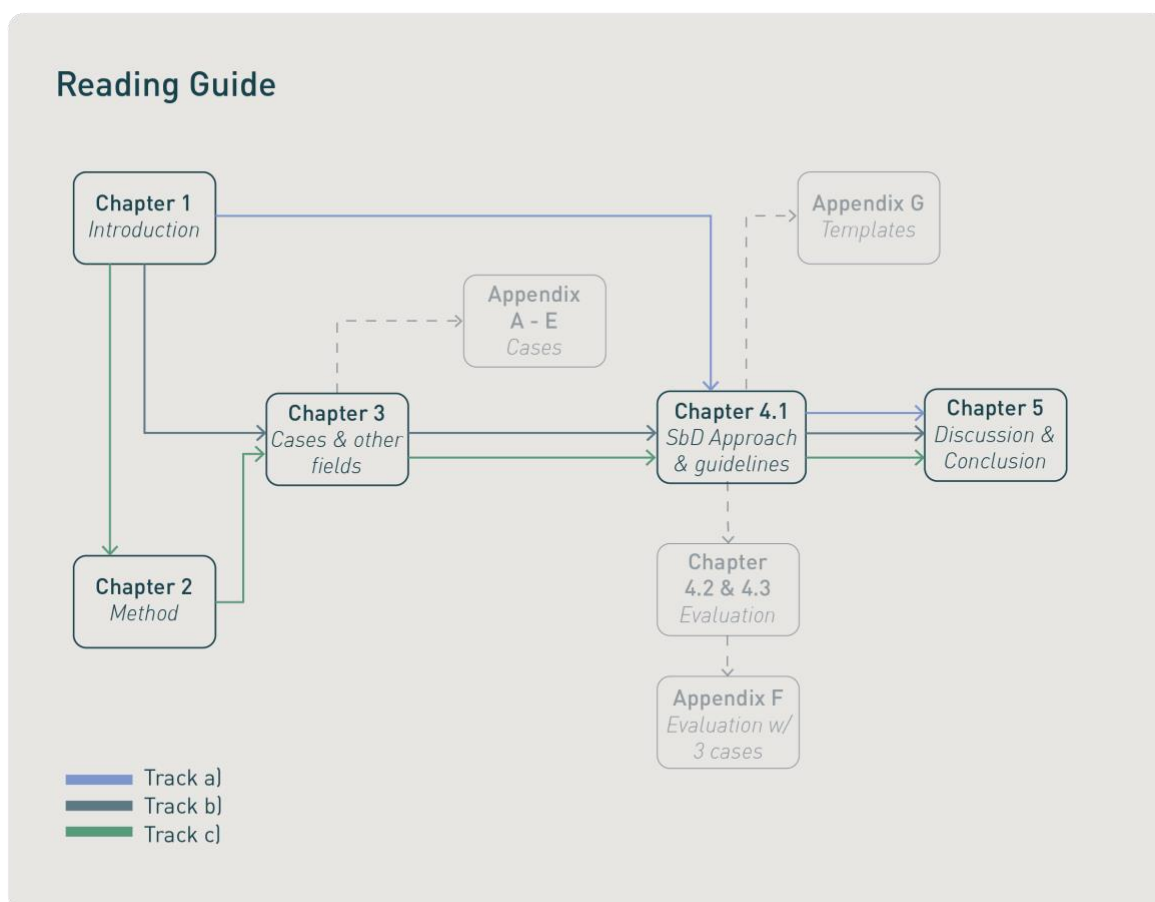 Reading Guide
Chapter 1
Introduction
Appendix G
Templates
Appendix
A - E
Cases
Chapter 3
Cases & other
fields
Chapter 4.1
SbD Approach
& guidelines
Chapter 5
Discussion &
Conclusion
Chapter 2
Method
Chapter
4.2 & 4.3
Evaluation
Appendix F
Evaluation w/
3 cases
Track a)
Track b)
Track c)